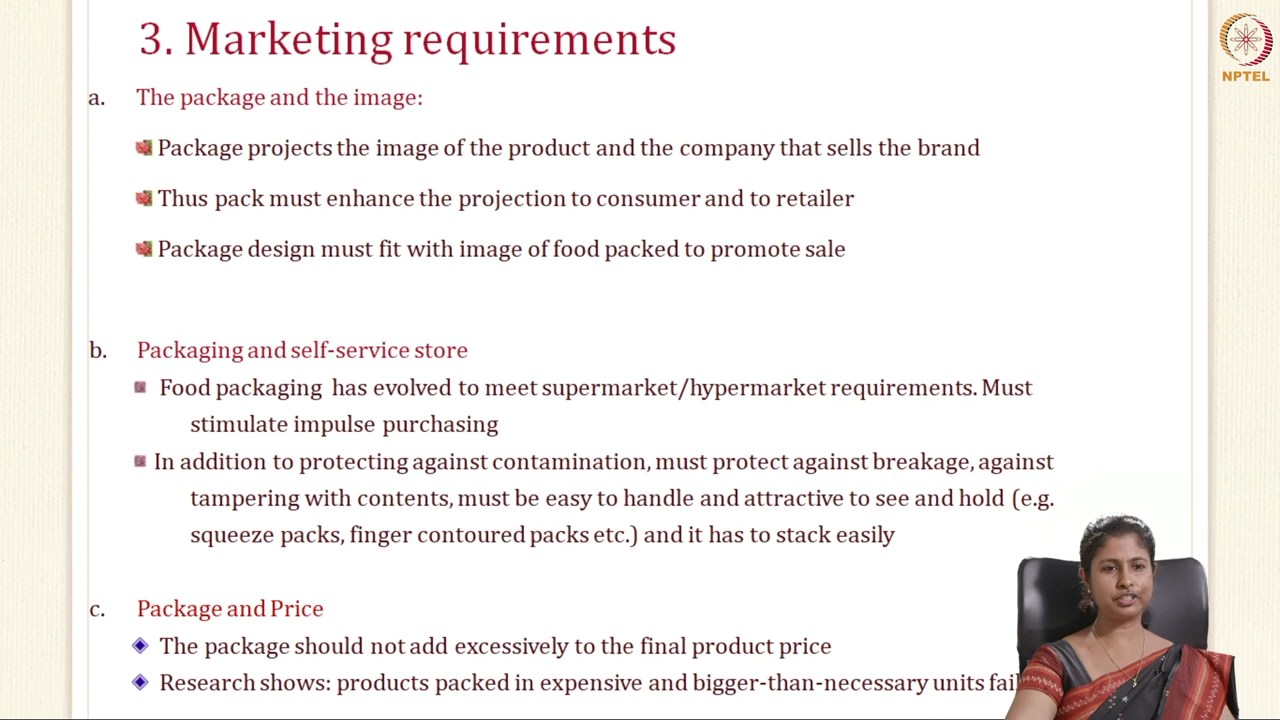 3. Marketing requirements
NPTEL
a. The package and the image:
Package projects the image of the product and the company that sells the brand
Thus pack must enhance the projection to consumer and to retailer
Package design must fit with image of food packed to promote sale
b. Packaging and self-service store
Food packaging has evolved to meet supermarket/hypermarket requirements. Must
stimulate impulse purchasing
In addition to protecting against contamination, must protect against breakage, against
tampering with contents, must be easy to handle and attractive to see and hold (e.g.
squeeze packs, finger contoured packs etc.) and it has to stack easily
c. Package and Price
The package should not add excessively to the final product price
Research shows: products packed in expensive and bigger-than-necessary units fail